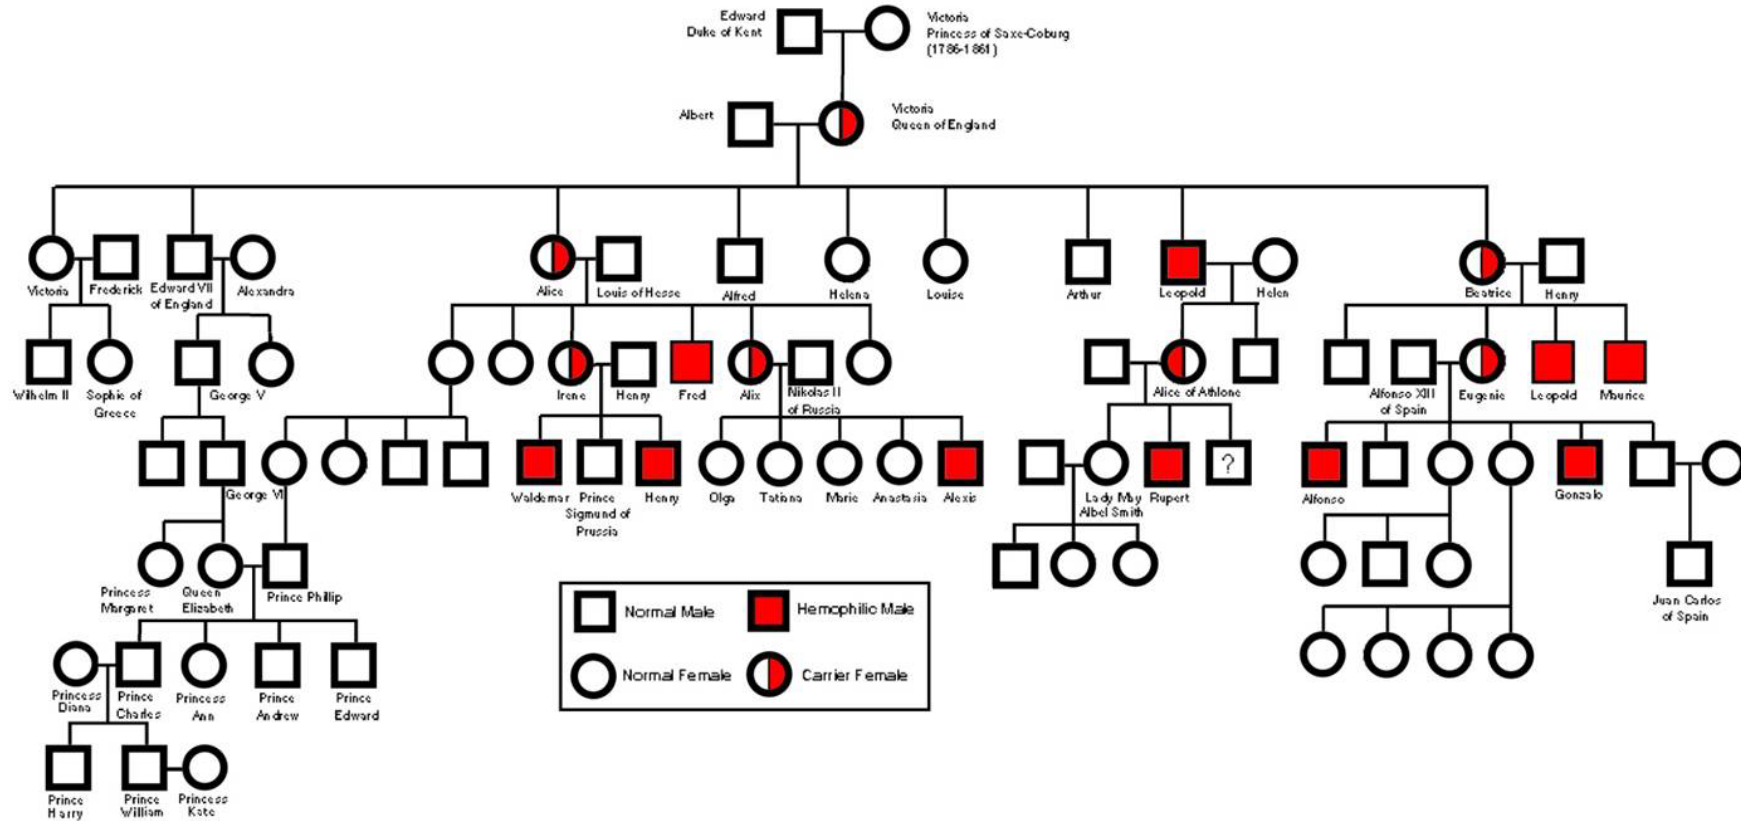 Edward
Duke of Kent
Victoria
Princess of Saxe-Coburg
(1786-1861)
Albert
Victoria
Queen of England
Victoria
Frederick
Edward VII
of England
Alexandra
Alice
Louis of Hesse
Alfred
Helena
Louise
Arthur
Leopold
Helen
Beatrice
Henry
Wilhelm II
Sophie of
Greece
George V
Irene
Henry
Fred
Alix
Nikolas II
of Russia
Alice of Athlone
Alfonso XIII
of Spain
Eugenie
Leopold
Maurice
George VI
Waldemar
Prince
Sigmund of
Prussia
Henry
Olga
Tatiana
Marie
Anastasia
Alexis
Lady May
Albel Smith
Rupert
?
Alfonso
Gonzalo
Princess
Margaret
Queen
Elizabeth
Prince Phillip
Juan Carlos
of Spain
Normal Male
Hemophilic Male
Normal Female
Carrier Female
Princess
Diana
Prince
Charles
Princess
Ann
Prince
Andrew
Prince
Edward
Prince
Harry
Prince
William
Princess
Kate